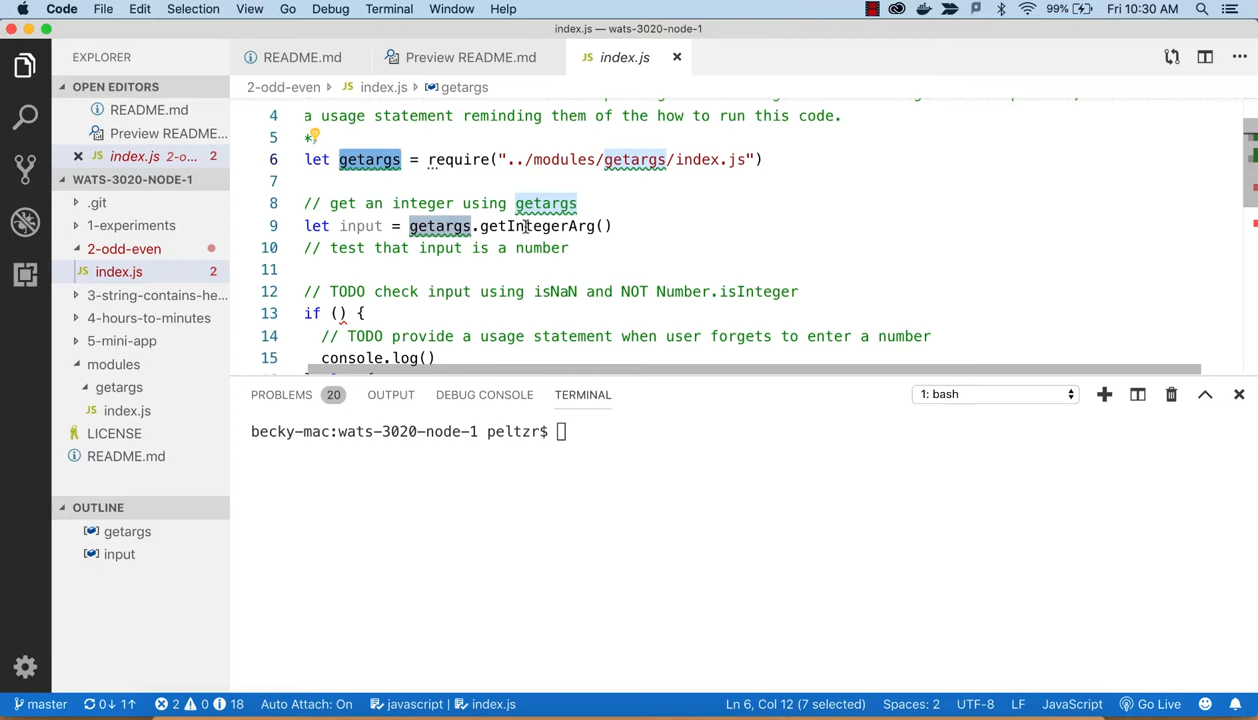 Code File Edit Selection View Go Debug Terminal Window Help 99% Fri 10:30 AM
index.js — wats-3020-node-1
EXPLORER
README.md Preview README.md JS index.js
OPEN EDITORS
README.md
Preview README...
JS index.js 2-o... 2
WATS-3020-NODE-1
.git
1-experiments
2-odd-even
JS index.js 2
3-string-contains-he...
4-hours-to-minutes
5-mini-app
modules
getargs
JS index.js
LICENSE
README.md
OUTLINE
getargs
input
2-odd-even JS index.js getargs
4 a usage statement reminding them of the how to run this code.
5 *
6 let getargs = require("../modules/getargs/index.js")
7
8 // get an integer using getargs
9 let input = getargs.getIntegerArg()
10 // test that input is a number
11
12 // TODO check input using isNaN and NOT Number.isInteger
13 if () {
14 // TODO provide a usage statement when user forgets to enter a number
15 console.log()
PROBLEMS 20 OUTPUT DEBUG CONSOLE TERMINAL 1: bash
becky-mac:wats-3020-node-1 peltzr$
master 0↓ 1↑ 2 0 18 Auto Attach: On javascript | index.js Ln 6, Col 12 (7 selected) Spaces: 2 UTF-8 LF JavaScript Go Live